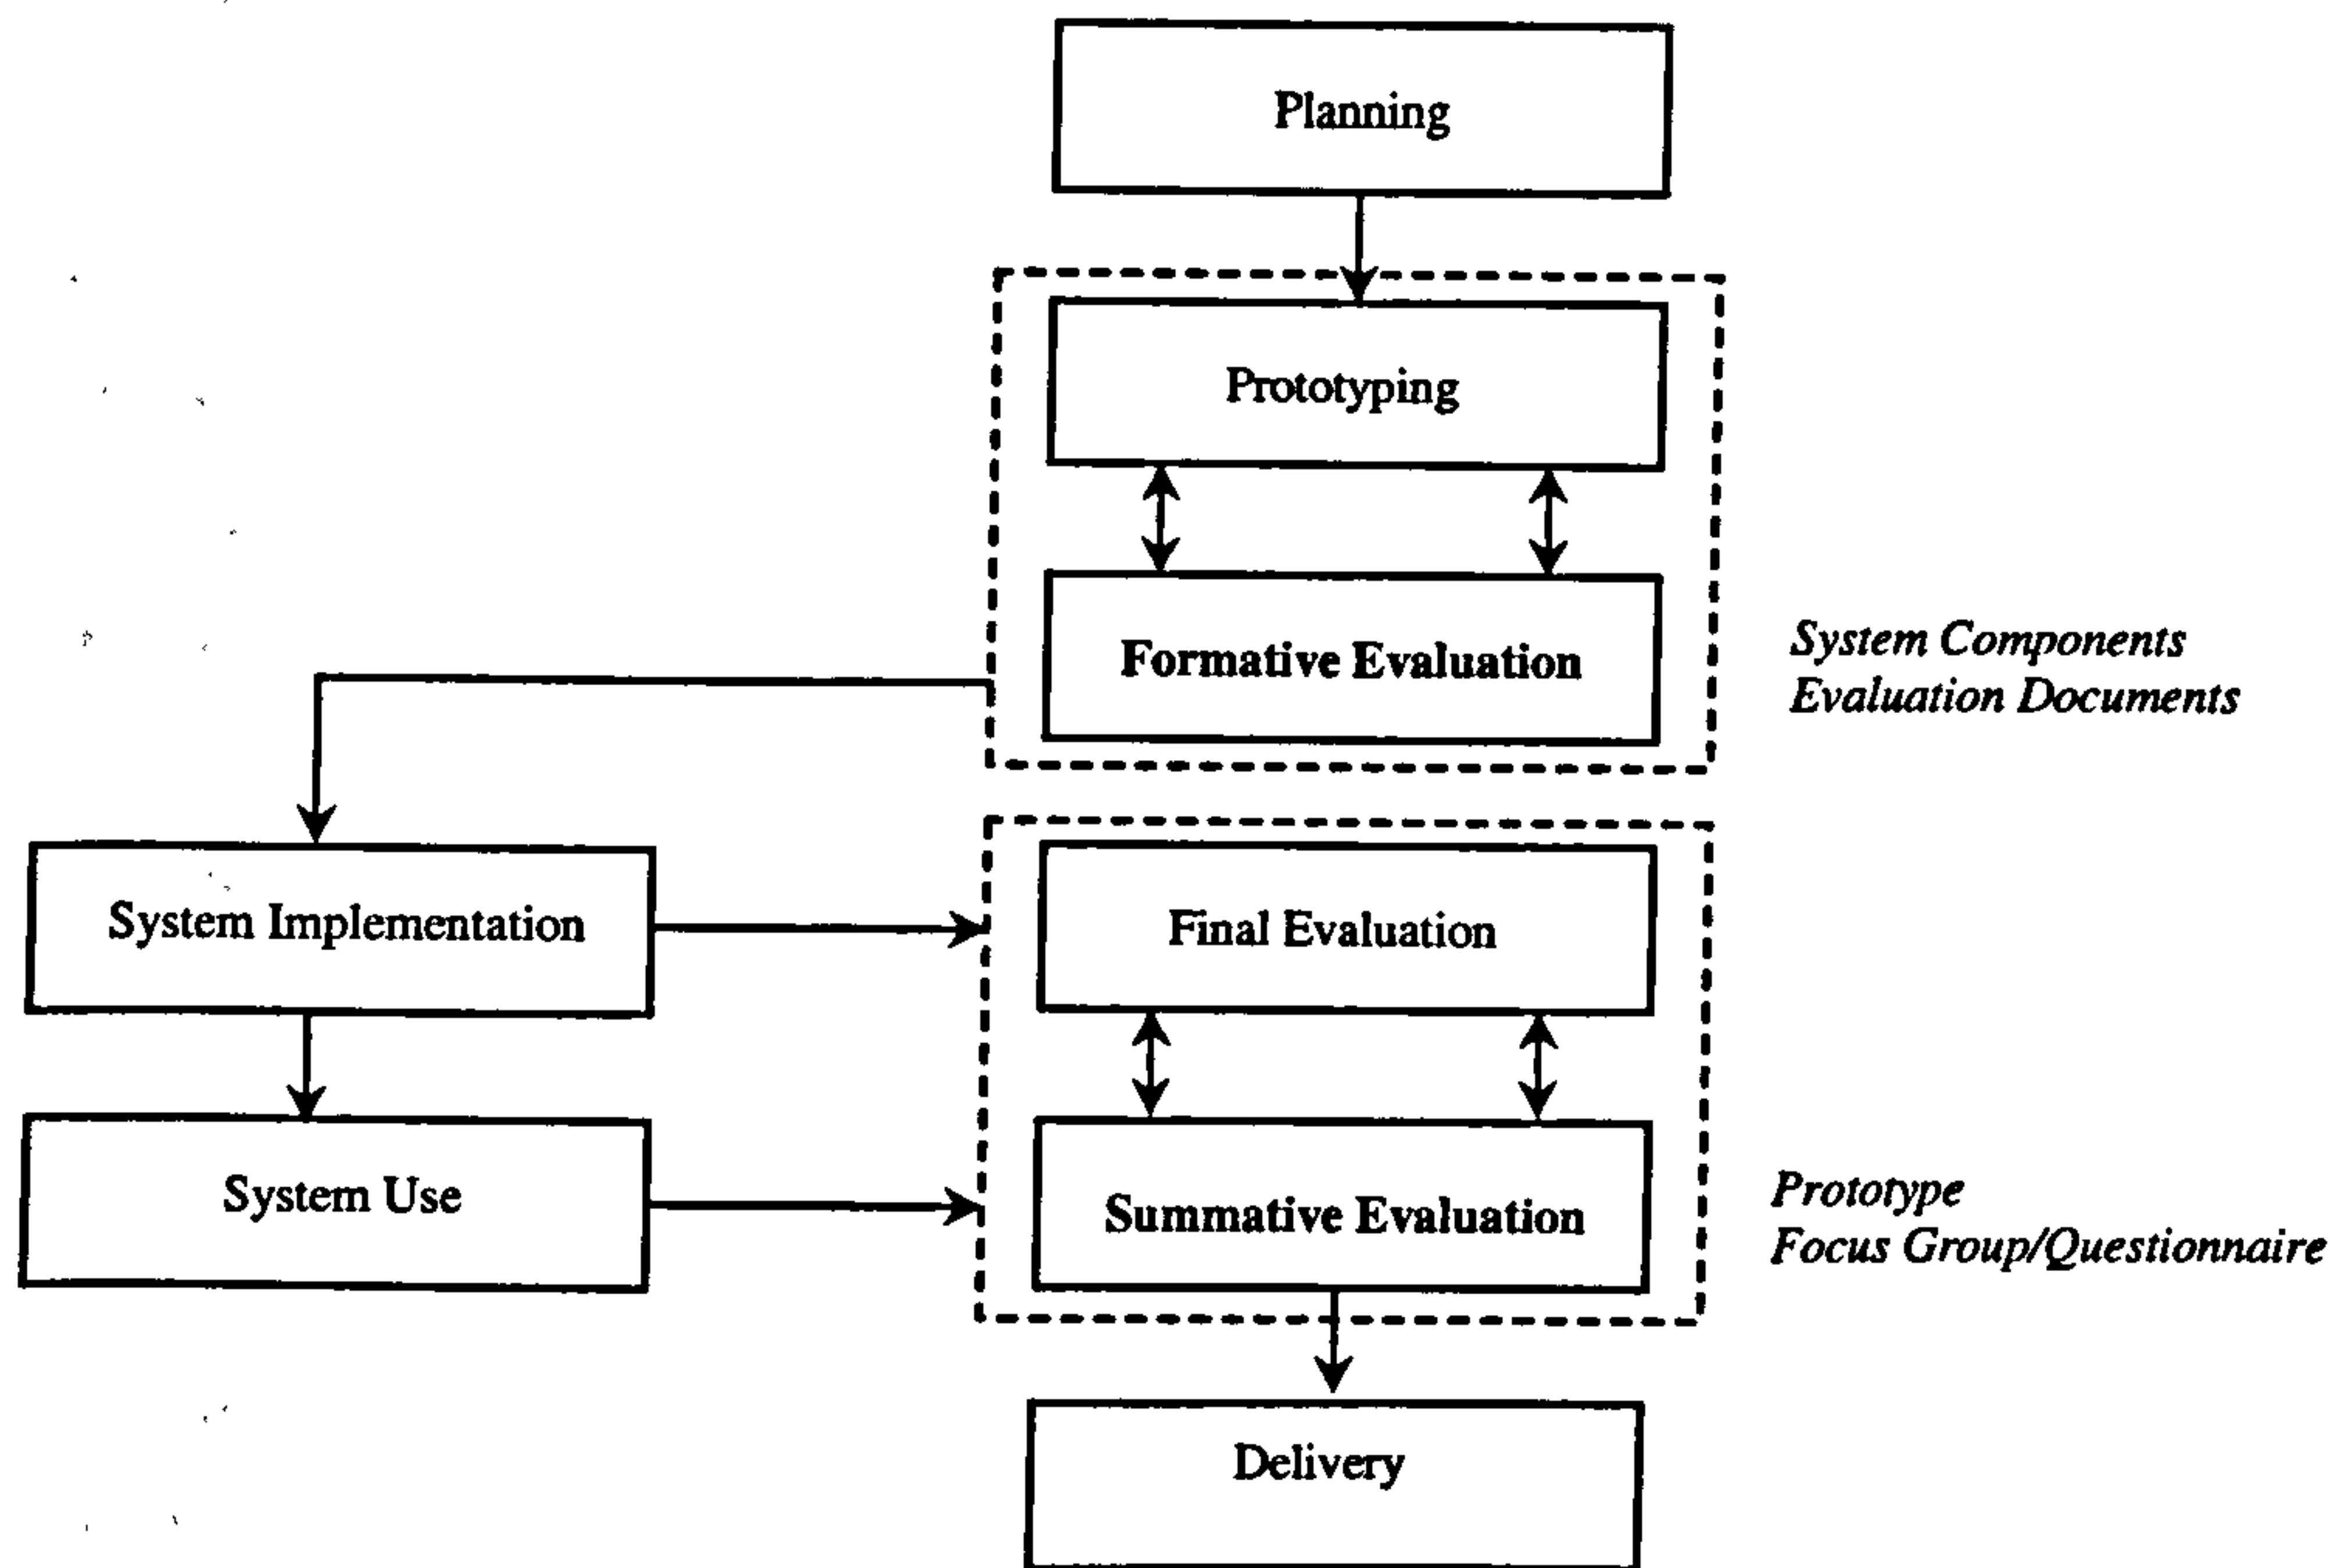 Planning
Prototyping
Formative Evaluation
System Components
Evaluation Documents
System Implementation
Final Evaluation
System Use
Summative Evaluation
Prototype
Focus Group/Questionnaire
Delivery